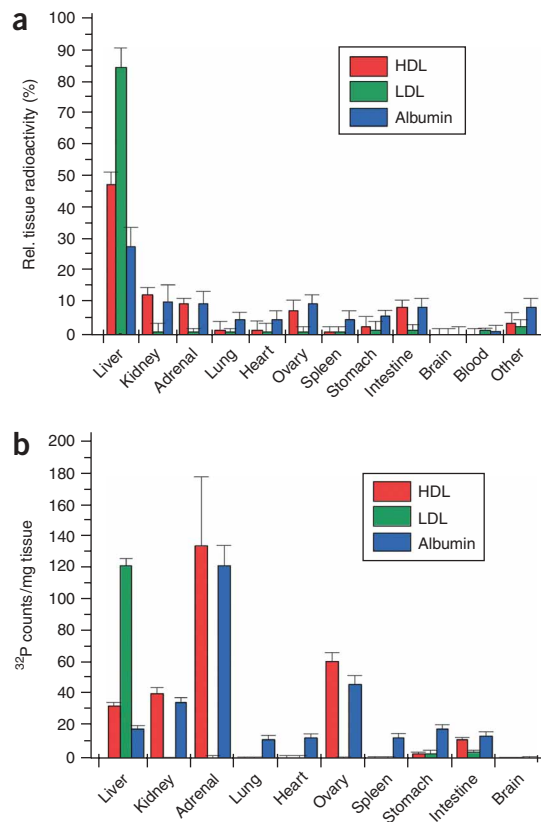 a
Rel. tissue radioactivity (%)
100
90
80
70
60
50
40
30
20
10
0
HDL
LDL
Albumin
Liver
Kidney
Adrenal
Lung
Heart
Ovary
Spleen
Stomach
Intestine
Brain
Blood
Other
b
³²P counts/mg tissue
200
180
160
140
120
100
80
60
40
20
0
HDL
LDL
Albumin
Liver
Kidney
Adrenal
Lung
Heart
Ovary
Spleen
Stomach
Intestine
Brain